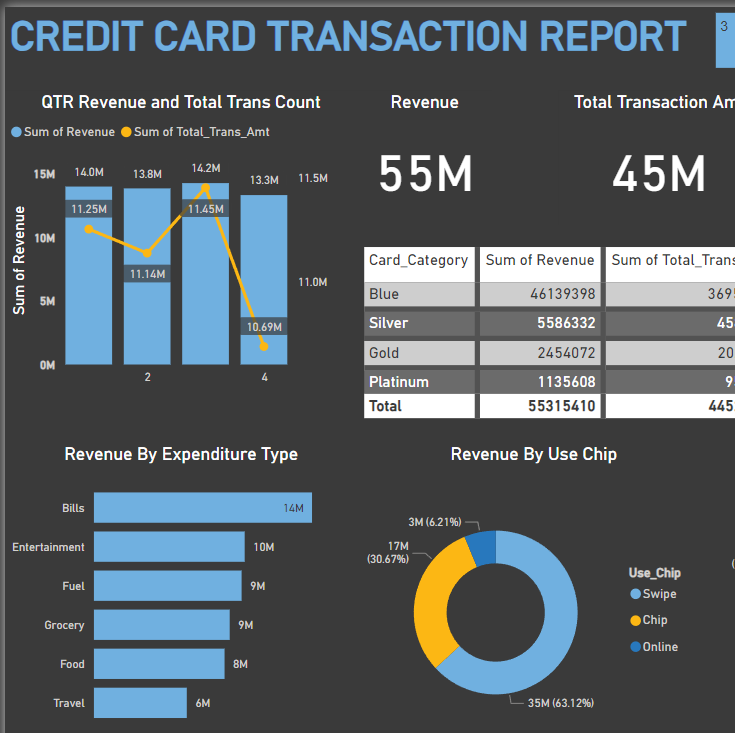 CREDIT CARD TRANSACTION REPORT
3
QTR Revenue and Total Trans Count
Sum of Revenue Sum of Total_Trans_Amt
Sum of Revenue
15M
10M
5M
0M
14.0M
13.8M
14.2M
13.3M
11.5M
11.0M
11.25M
11.14M
11.45M
10.69M
2
4
Revenue
55M
Total Transaction Am
45M
Card_Category Sum of Revenue Sum of Total_Trans
Blue 46139398 369
Silver 5586332 45
Gold 2454072 20
Platinum 1135608 9
Total 55315410 445
Revenue By Expenditure Type
Bills 14M
Entertainment 10M
Fuel 9M
Grocery 9M
Food 8M
Travel 6M
Revenue By Use Chip
3M (6.21%)
17M
(30.67%)
35M (63.12%)
Use_Chip
Swipe
Chip
Online